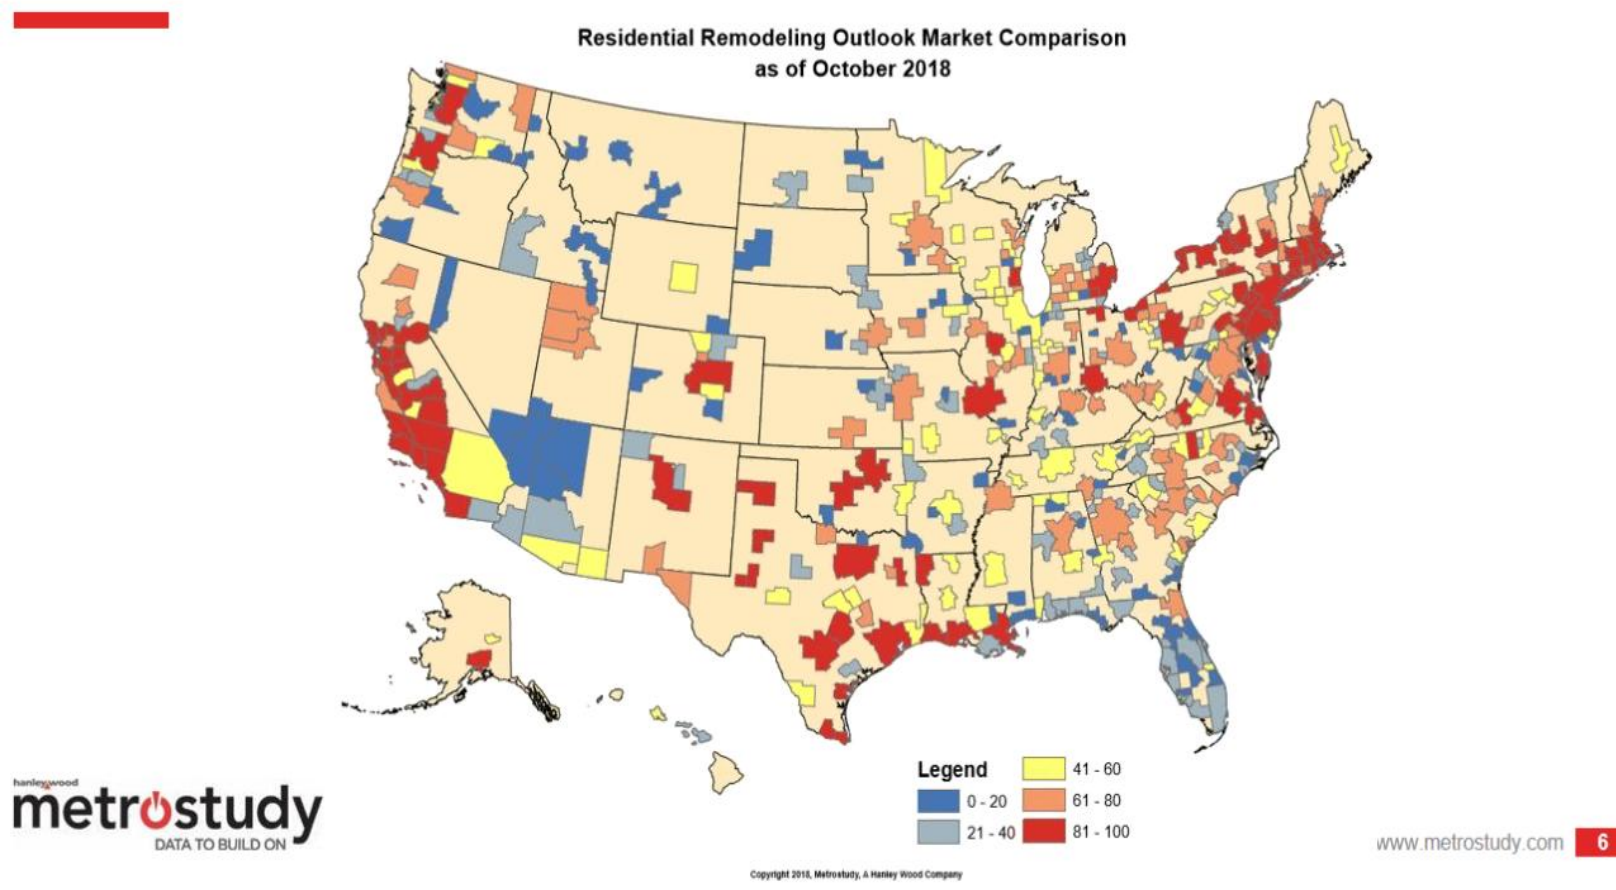 Residential Remodeling Outlook Market Comparison
as of October 2018
Legend
0 - 20
21 - 40
41 - 60
61 - 80
81 - 100
hanley wood
metrostudy
DATA TO BUILD ON
www.metrostudy.com
6
Copyright 2018, Metrostudy, A Hanley Wood Company